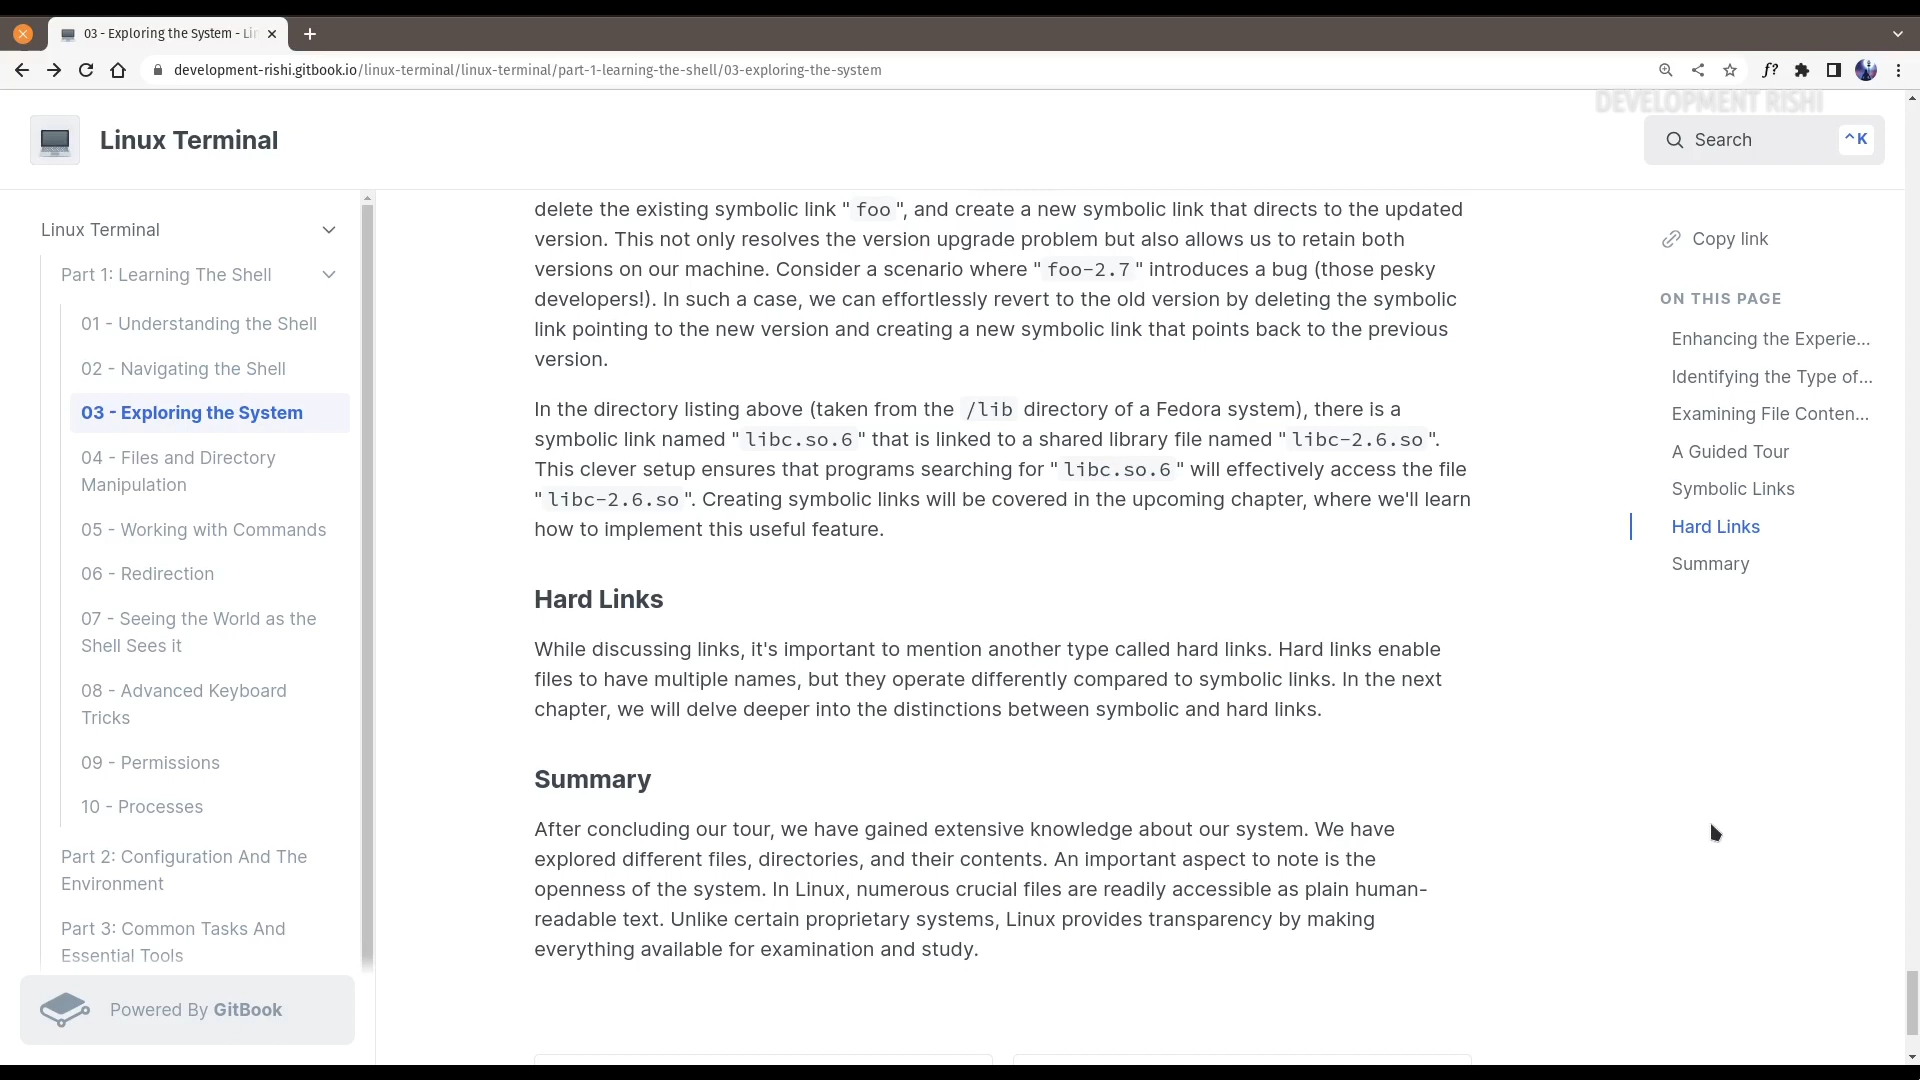 03 - Exploring the System - Lin
development-rishi.gitbook.io/linux-terminal/linux-terminal/part-1-learning-the-shell/03-exploring-the-system
f?
DEVELOPMENT RISHI
Linux Terminal
Search
^K
Linux Terminal
Part 1: Learning The Shell
01 - Understanding the Shell
02 - Navigating the Shell
03 - Exploring the System
04 - Files and Directory
Manipulation
05 - Working with Commands
06 - Redirection
07 - Seeing the World as the
Shell Sees it
08 - Advanced Keyboard
Tricks
09 - Permissions
10 - Processes
Part 2: Configuration And The
Environment
Part 3: Common Tasks And
Essential Tools
Powered By GitBook
delete the existing symbolic link "foo", and create a new symbolic link that directs to the updated
version. This not only resolves the version upgrade problem but also allows us to retain both
versions on our machine. Consider a scenario where "foo-2.7" introduces a bug (those pesky
developers!). In such a case, we can effortlessly revert to the old version by deleting the symbolic
link pointing to the new version and creating a new symbolic link that points back to the previous
version.
In the directory listing above (taken from the /lib directory of a Fedora system), there is a
symbolic link named "libc.so.6" that is linked to a shared library file named "libc-2.6.so".
This clever setup ensures that programs searching for "libc.so.6" will effectively access the file
"libc-2.6.so". Creating symbolic links will be covered in the upcoming chapter, where we'll learn
how to implement this useful feature.
Hard Links
While discussing links, it's important to mention another type called hard links. Hard links enable
files to have multiple names, but they operate differently compared to symbolic links. In the next
chapter, we will delve deeper into the distinctions between symbolic and hard links.
Summary
After concluding our tour, we have gained extensive knowledge about our system. We have
explored different files, directories, and their contents. An important aspect to note is the
openness of the system. In Linux, numerous crucial files are readily accessible as plain human-
readable text. Unlike certain proprietary systems, Linux provides transparency by making
everything available for examination and study.
Copy link
ON THIS PAGE
Enhancing the Experie...
Identifying the Type of...
Examining File Conten...
A Guided Tour
Symbolic Links
Hard Links
Summary